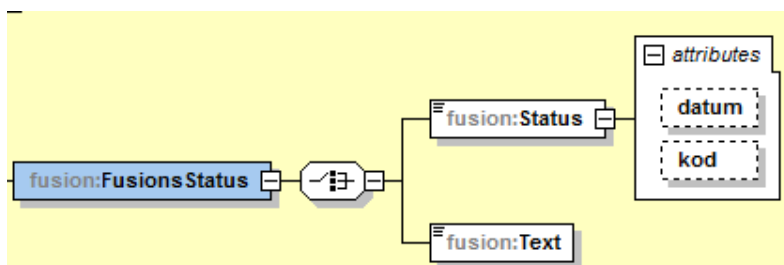 attributes
datum
fusion:Status
kod
fusion:FusionsStatus
fusion:Text